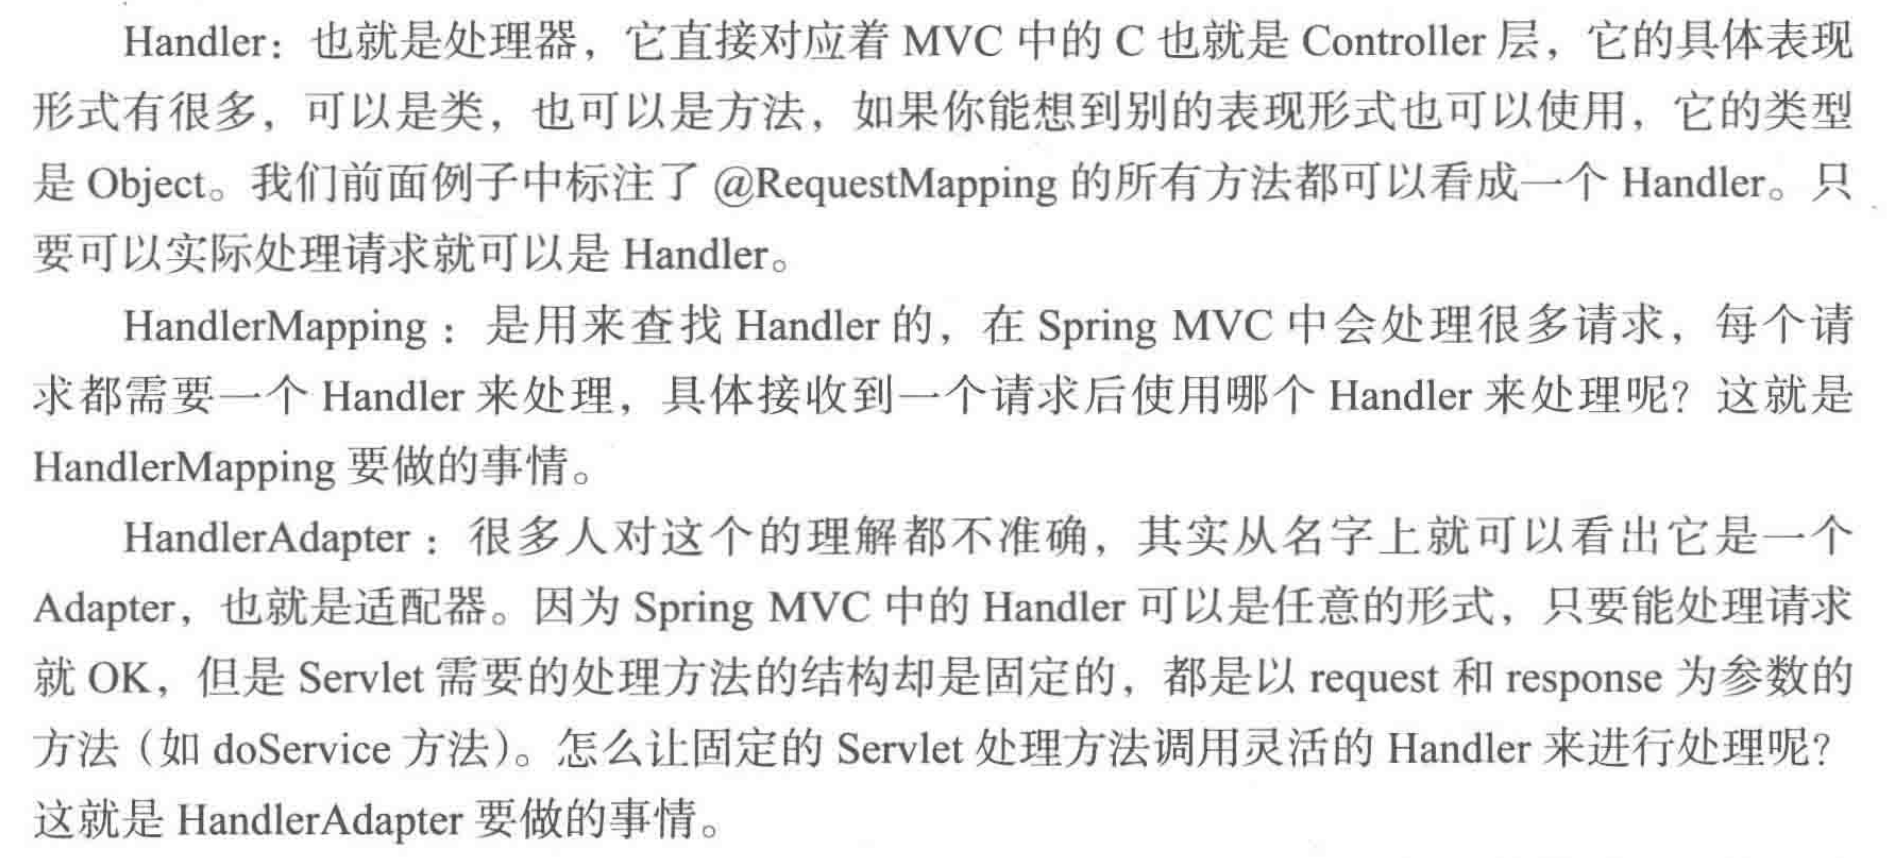 Handler：也就是处理器，它直接对应着 MVC 中的 C 也就是 Controller 层，它的具体表现
形式有很多，可以是类，也可以是方法，如果你能想到别的表现形式也可以使用，它的类型
是 Object。我们前面例子中标注了 @RequestMapping 的所有方法都可以看成一个 Handler。只
要可以实际处理请求就可以是 Handler。
HandlerMapping：是用来查找 Handler 的，在 Spring MVC 中会处理很多请求，每个请
求都需要一个 Handler 来处理，具体接收到一个请求后使用哪个 Handler 来处理呢？这就是
HandlerMapping 要做的事情。
HandlerAdapter：很多人对这个的理解都不准确，其实从名字上就可以看出它是一个
Adapter，也就是适配器。因为 Spring MVC 中的 Handler 可以是任意的形式，只要能处理请求
就 OK，但是 Servlet 需要的处理方法的结构却是固定的，都是以 request 和 response 为参数的
方法（如 doService 方法）。怎么让固定的 Servlet 处理方法调用灵活的 Handler 来进行处理呢？
这就是 HandlerAdapter 要做的事情。